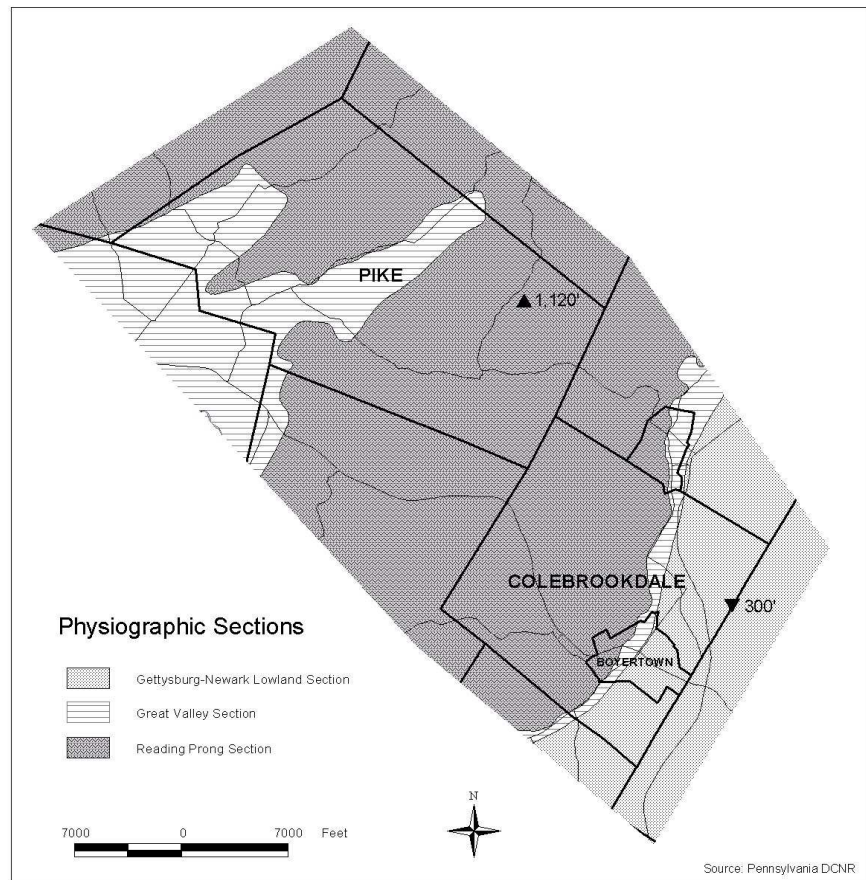 PIKE
1,120'
COLEBROOKDALE
300'
BOYERTOWN
Physiographic Sections
Gettysburg-Newark Lowland Section
Great Valley Section
Reading Prong Section
7000 0 7000 Feet
N
Source: Pennsylvania DCNR